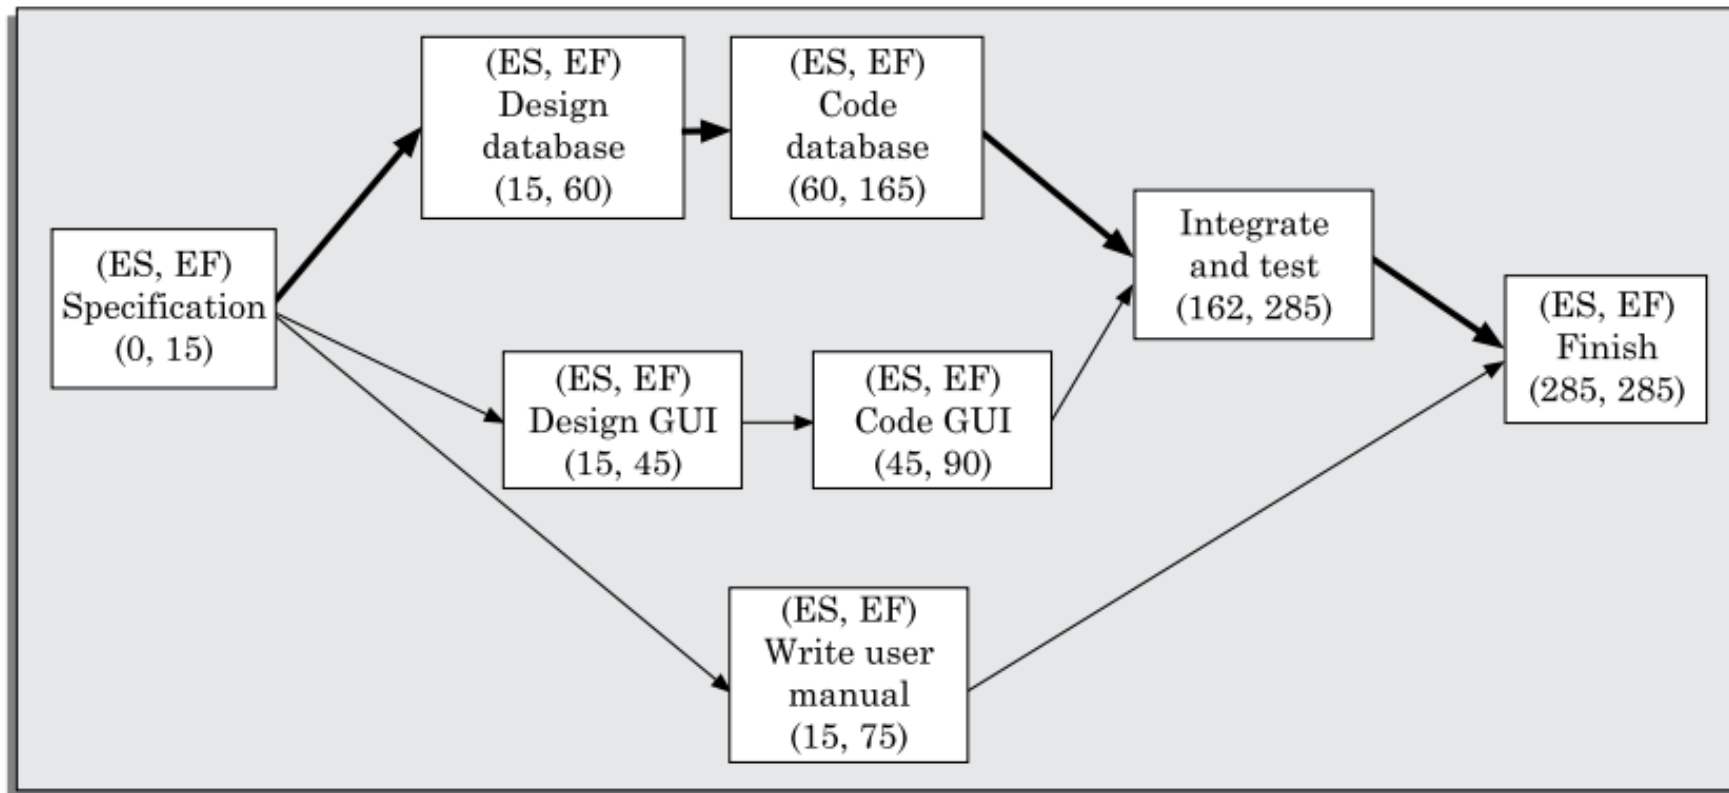 (ES, EF)
Design
database
(15, 60)
(ES, EF)
Code
database
(60, 165)
(ES, EF)
Specification
(0, 15)
Integrate
and test
(162, 285)
(ES, EF)
Finish
(285, 285)
(ES, EF)
Design GUI
(15, 45)
(ES, EF)
Code GUI
(45, 90)
(ES, EF)
Write user
manual
(15, 75)